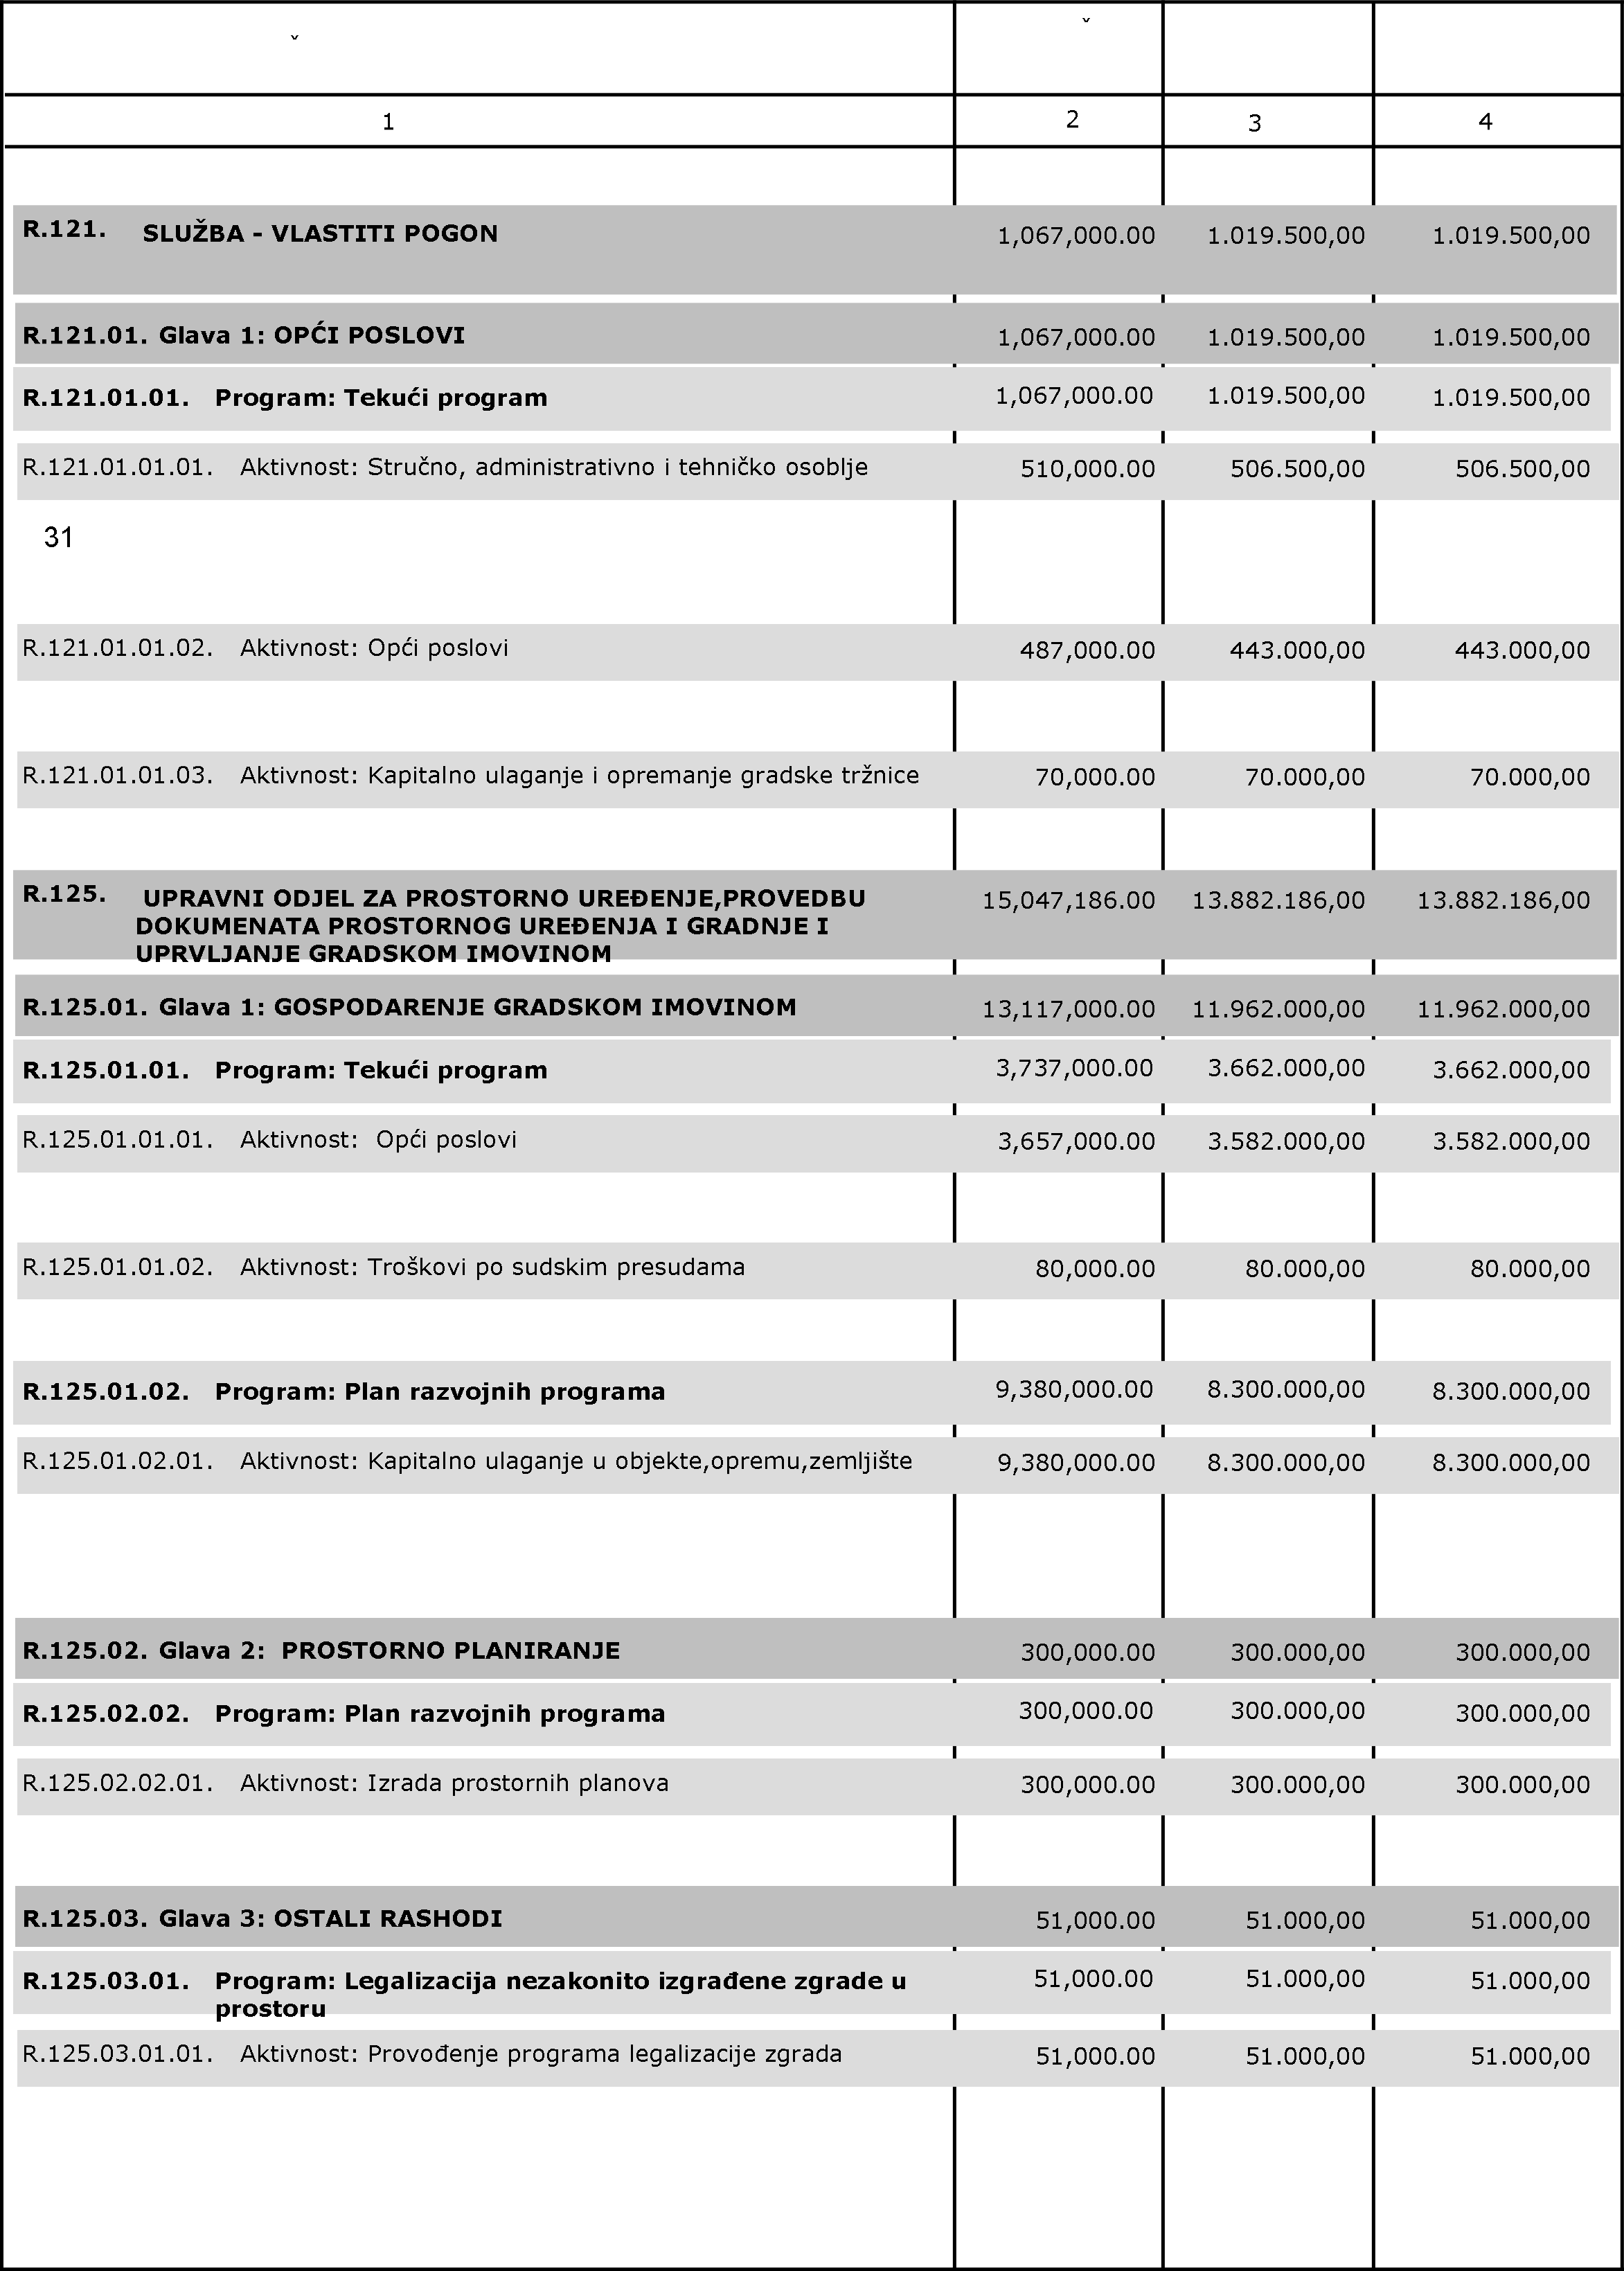 1 2 3 4
R.121. SLUŽBA - VLASTITI POGON 1,067,000.00 1.019.500,00 1.019.500,00
R.121.01. Glava 1: OPĆI POSLOVI 1,067,000.00 1.019.500,00 1.019.500,00
R.121.01.01. Program: Tekući program 1,067,000.00 1.019.500,00 1.019.500,00
R.121.01.01.01. Aktivnost: Stručno, administrativno i tehničko osoblje 510,000.00 506.500,00 506.500,00
31
R.121.01.01.02. Aktivnost: Opći poslovi 487,000.00 443.000,00 443.000,00
R.121.01.01.03. Aktivnost: Kapitalno ulaganje i opremanje gradske tržnice 70,000.00 70.000,00 70.000,00
R.125. UPRAVNI ODJEL ZA PROSTORNO UREĐENJE,PROVEDBU 15,047,186.00 13.882.186,00 13.882.186,00
DOKUMENATA PROSTORNOG UREĐENJA I GRADNJE I
UPRVLJANJE GRADSKOM IMOVINOM
R.125.01. Glava 1: GOSPODARENJE GRADSKOM IMOVINOM 13,117,000.00 11.962.000,00 11.962.000,00
R.125.01.01. Program: Tekući program 3,737,000.00 3.662.000,00 3.662.000,00
R.125.01.01.01. Aktivnost: Opći poslovi 3,657,000.00 3.582.000,00 3.582.000,00
R.125.01.01.02. Aktivnost: Troškovi po sudskim presudama 80,000.00 80.000,00 80.000,00
R.125.01.02. Program: Plan razvojnih programa 9,380,000.00 8.300.000,00 8.300.000,00
R.125.01.02.01. Aktivnost: Kapitalno ulaganje u objekte,opremu,zemljište 9,380,000.00 8.300.000,00 8.300.000,00
R.125.02. Glava 2: PROSTORNO PLANIRANJE 300,000.00 300.000,00 300.000,00
R.125.02.02. Program: Plan razvojnih programa 300,000.00 300.000,00 300.000,00
R.125.02.02.01. Aktivnost: Izrada prostornih planova 300,000.00 300.000,00 300.000,00
R.125.03. Glava 3: OSTALI RASHODI 51,000.00 51.000,00 51.000,00
R.125.03.01. Program: Legalizacija nezakonito izgrađene zgrade u 51,000.00 51.000,00 51.000,00
prostoru
R.125.03.01.01. Aktivnost: Provođenje programa legalizacije zgrada 51,000.00 51.000,00 51.000,00